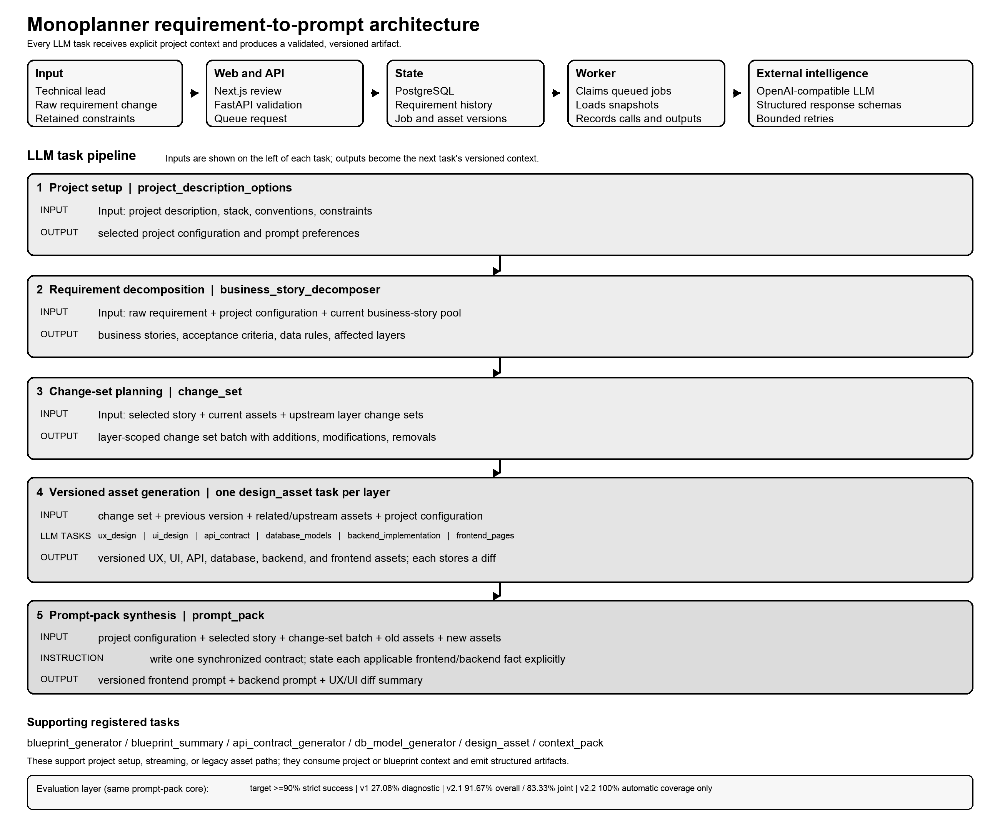 Monoplanner requirement-to-prompt architecture
Every LLM task receives explicit project context and produces a validated, versioned artifact.
Input
Technical lead
Raw requirement change
Retained constraints
Web and API
Next.js review
FastAPI validation
Queue request
State
PostgreSQL
Requirement history
Job and asset versions
Worker
Claims queued jobs
Loads snapshots
Records calls and outputs
External intelligence
OpenAI-compatible LLM
Structured response schemas
Bounded retries
LLM task pipeline
Inputs are shown on the left of each task; outputs become the next task's versioned context.
1 Project setup | project_description_options
INPUT Input: project description, stack, conventions, constraints
OUTPUT selected project configuration and prompt preferences
2 Requirement decomposition | business_story_decomposer
INPUT Input: raw requirement + project configuration + current business-story pool
OUTPUT business stories, acceptance criteria, data rules, affected layers
3 Change-set planning | change_set
INPUT Input: selected story + current assets + upstream layer change sets
OUTPUT layer-scoped change set batch with additions, modifications, removals
4 Versioned asset generation | one design_asset task per layer
INPUT change set + previous version + related/upstream assets + project configuration
LLM TASKS ux_design | ui_design | api_contract | database_models | backend_implementation | frontend_pages
OUTPUT versioned UX, UI, API, database, backend, and frontend assets; each stores a diff
5 Prompt-pack synthesis | prompt_pack
INPUT project configuration + selected story + change-set batch + old assets + new assets
INSTRUCTION write one synchronized contract; state each applicable frontend/backend fact explicitly
OUTPUT versioned frontend prompt + backend prompt + UX/UI diff summary
Supporting registered tasks
blueprint_generator / blueprint_summary / api_contract_generator / db_model_generator / design_asset / context_pack
These support project setup, streaming, or legacy asset paths; they consume project or blueprint context and emit structured artifacts.
Evaluation layer (same prompt-pack core): target >=90% strict success | v1 27.08% diagnostic | v2.1 91.67% overall / 83.33% joint | v2.2 100% automatic coverage only